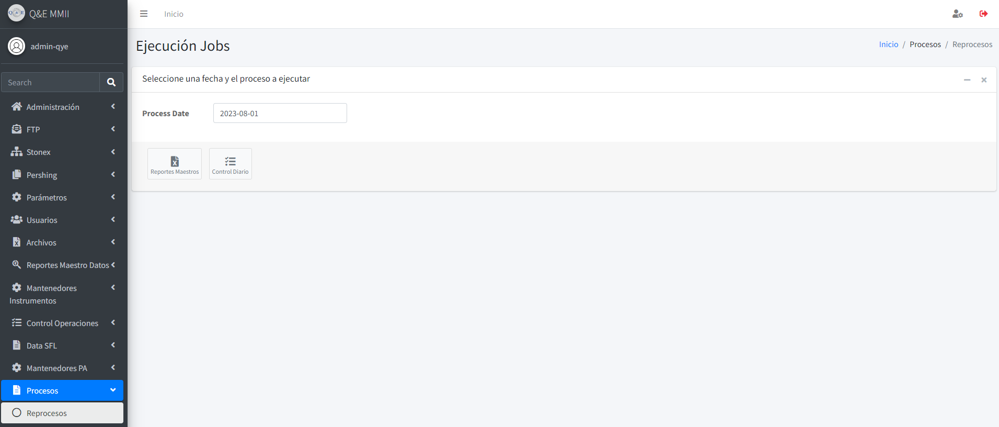 Q&E
Q&E MMII
admin-qye
Search
Administración
FTP
Stonex
Pershing
Parámetros
Usuarios
Archivos
Reportes Maestro Datos
Mantenedores
Instrumentos
Control Operaciones
Data SFL
Mantenedores PA
Procesos
Reprocesos
Inicio
Ejecución Jobs
Inicio / Procesos / Reprocesos
Seleccione una fecha y el proceso a ejecutar
Process Date 2023-08-01
Reportes Maestros Control Diario